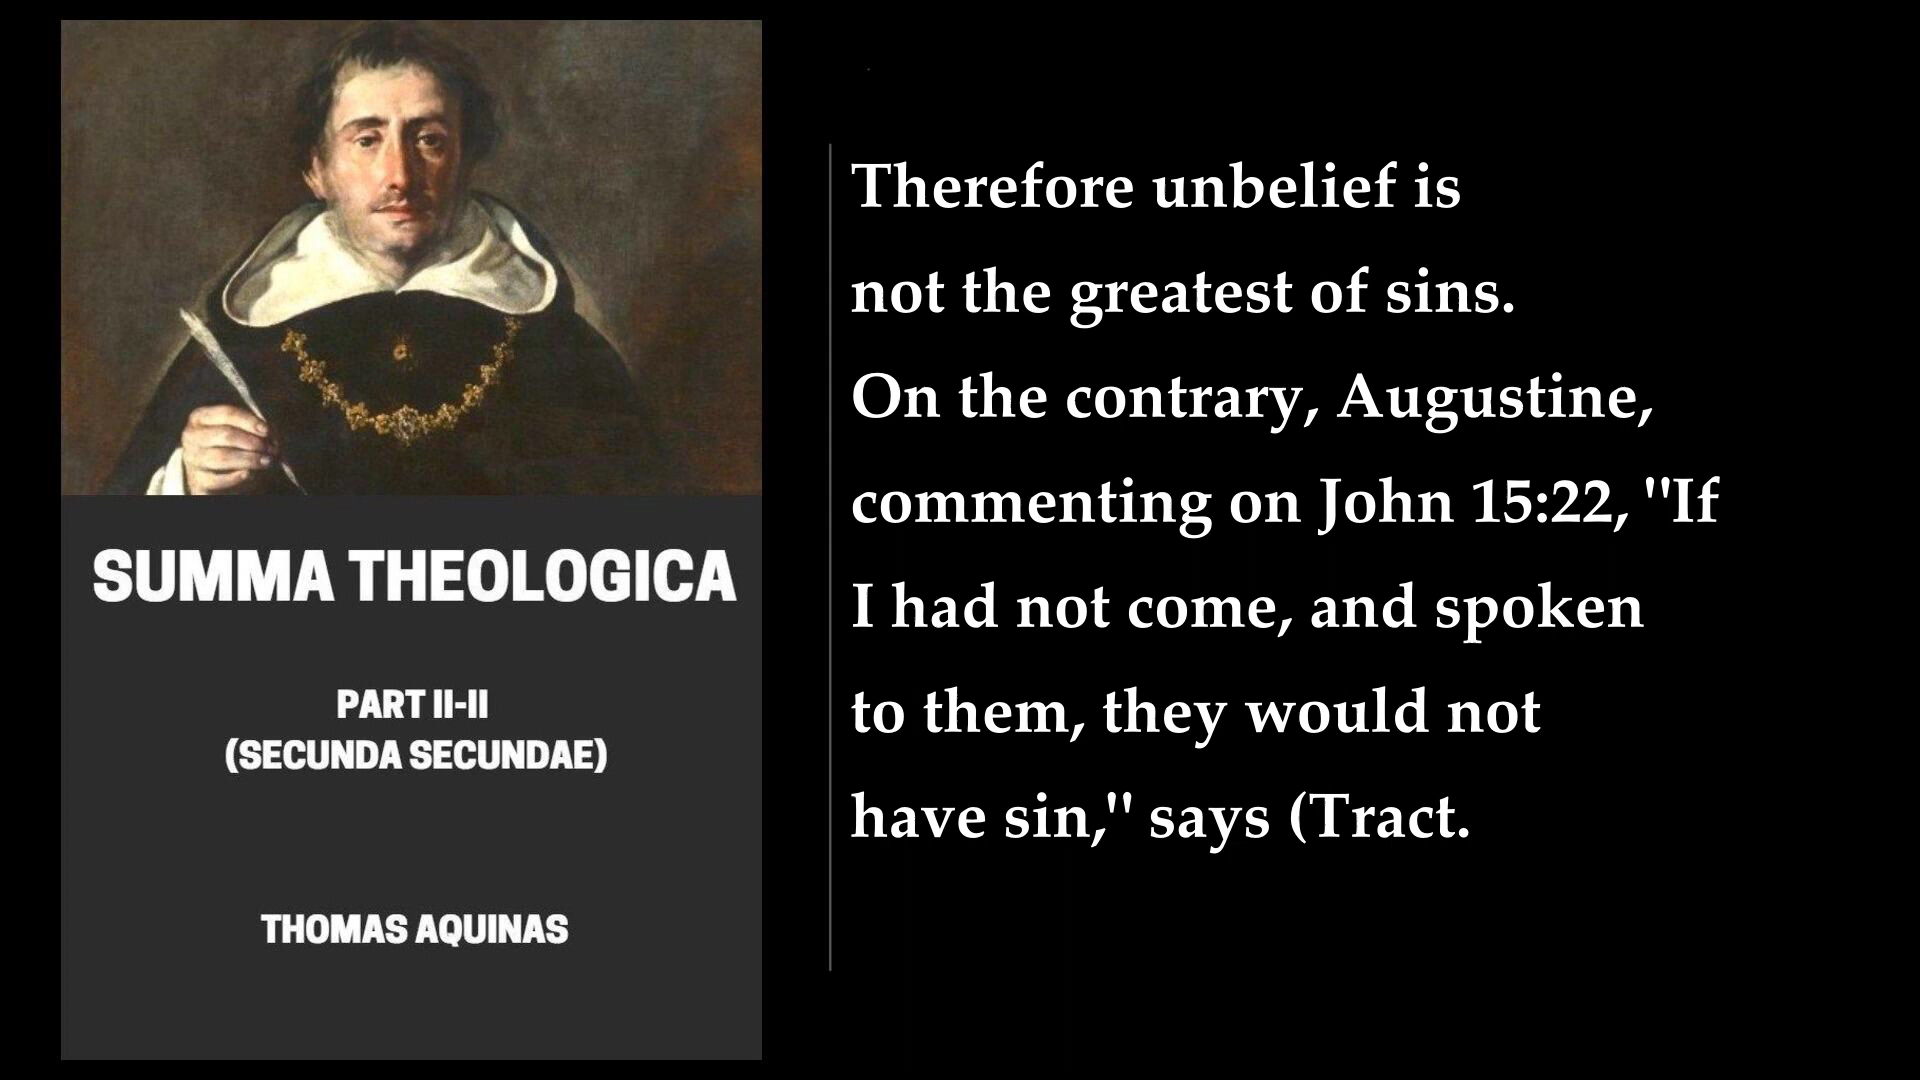 SUMMA THEOLOGICA
PART II-II
(SECUNDA SECUNDAE)
THOMAS AQUINAS
Therefore unbelief is
not the greatest of sins.
On the contrary, Augustine,
commenting on John 15:22, "If
I had not come, and spoken
to them, they would not
have sin," says (Tract.